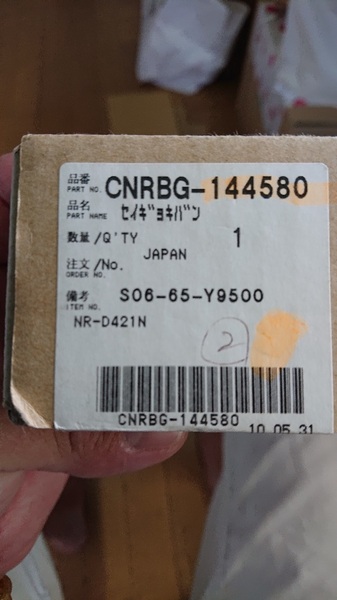 品番
PART NO. CNRBG-144580
品名
PART NAME セイギョキバン
数量/Q'TY 1
JAPAN
注文/No.
ORDER NO.
備考 S06-65-Y9500
ITEM NO.
NR-D421N
2
CNRBG-144580
10.05.31